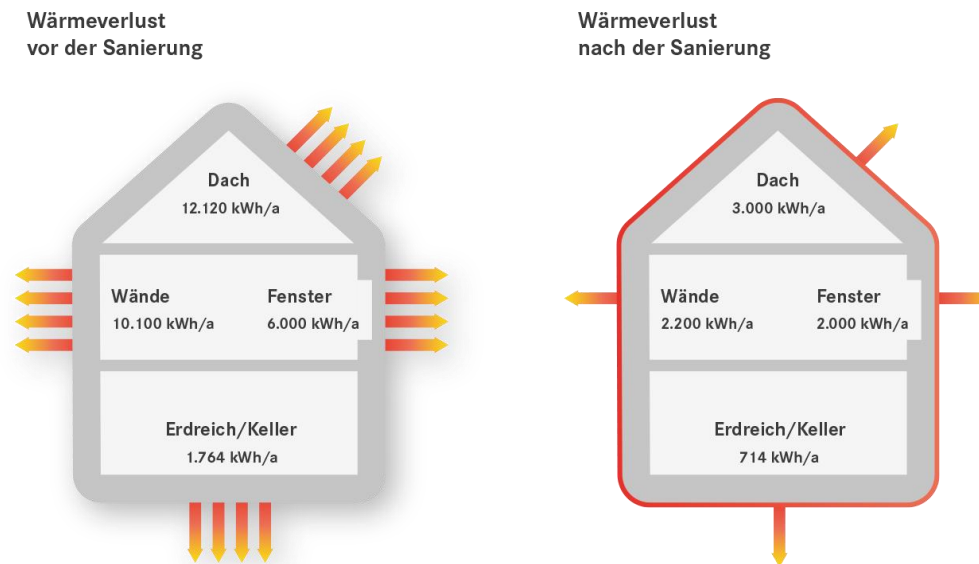 Wärmeverlust
vor der Sanierung
Dach
12.120 kWh/a
Wände
10.100 kWh/a
Fenster
6.000 kWh/a
Erdreich/Keller
1.764 kWh/a
Wärmeverlust
nach der Sanierung
Dach
3.000 kWh/a
Wände
2.200 kWh/a
Fenster
2.000 kWh/a
Erdreich/Keller
714 kWh/a